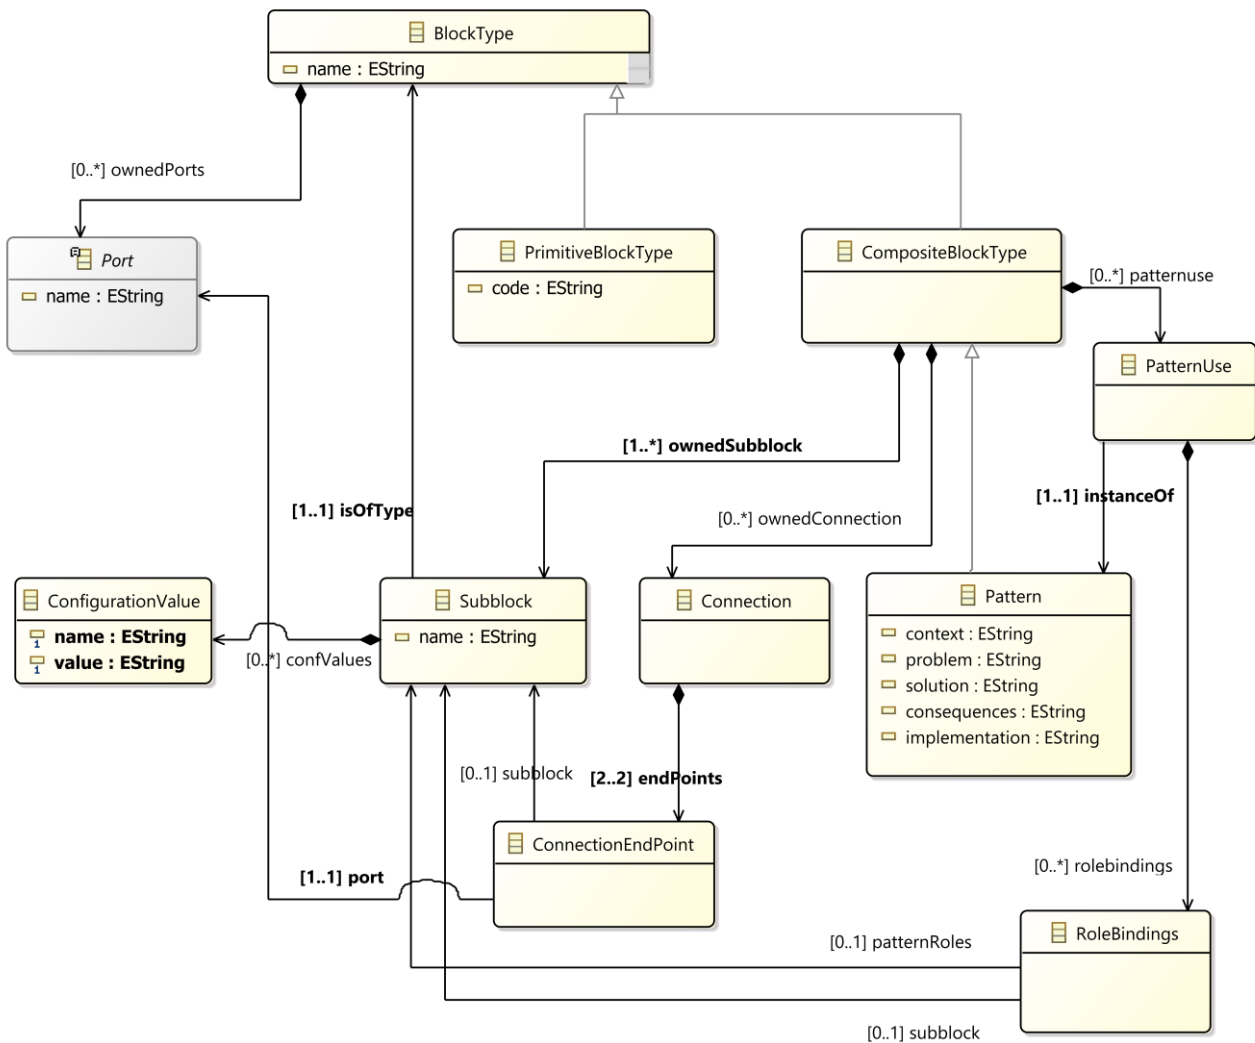 BlockType
name : EString
[0..*] ownedPorts
Port
name : EString
PrimitiveBlockType
code : EString
CompositeBlockType
[0..*] patternuse
PatternUse
[1..*] ownedSubblock
[1..1] instanceOf
[1..1] isOfType
[0..*] ownedConnection
ConfigurationValue
1 name : EString
1 value : EString
[0..*] confValues
Subblock
name : EString
Connection
Pattern
context : EString
problem : EString
solution : EString
consequences : EString
implementation : EString
[0..1] subblock
[2..2] endPoints
ConnectionEndPoint
[1..1] port
[0..*] rolebindings
[0..1] patternRoles
RoleBindings
[0..1] subblock